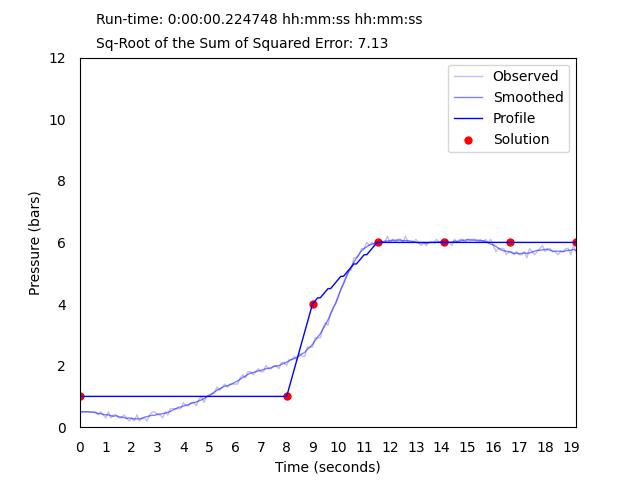 Run-time: 0:00:00.224748 hh:mm:ss hh:mm:ss
Sq-Root of the Sum of Squared Error: 7.13
12
10
8
6
4
2
0
Pressure (bars)
Observed
Smoothed
Profile
Solution
0 1 2 3 4 5 6 7 8 9 10 11 12 13 14 15 16 17 18 19
Time (seconds)